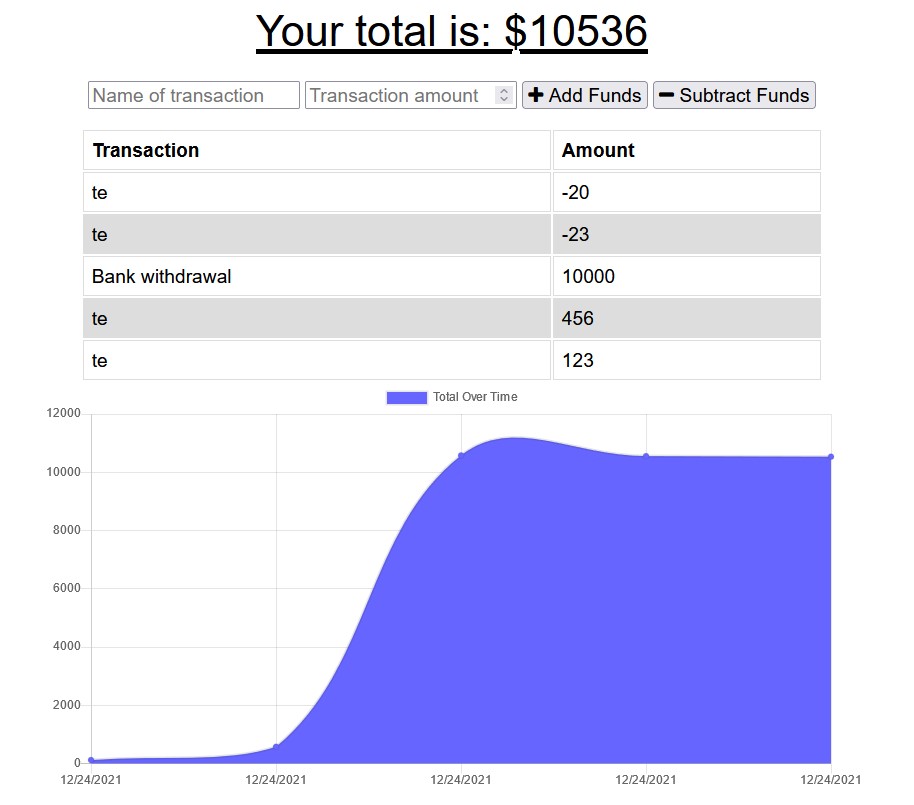 Your total is: $10536
Name of transaction Transaction amount Add Funds Subtract Funds
Transaction Amount
te -20
te -23
Bank withdrawal 10000
te 456
te 123
Total Over Time
12000
10000
8000
6000
4000
2000
0
12/24/2021 12/24/2021 12/24/2021 12/24/2021 12/24/2021